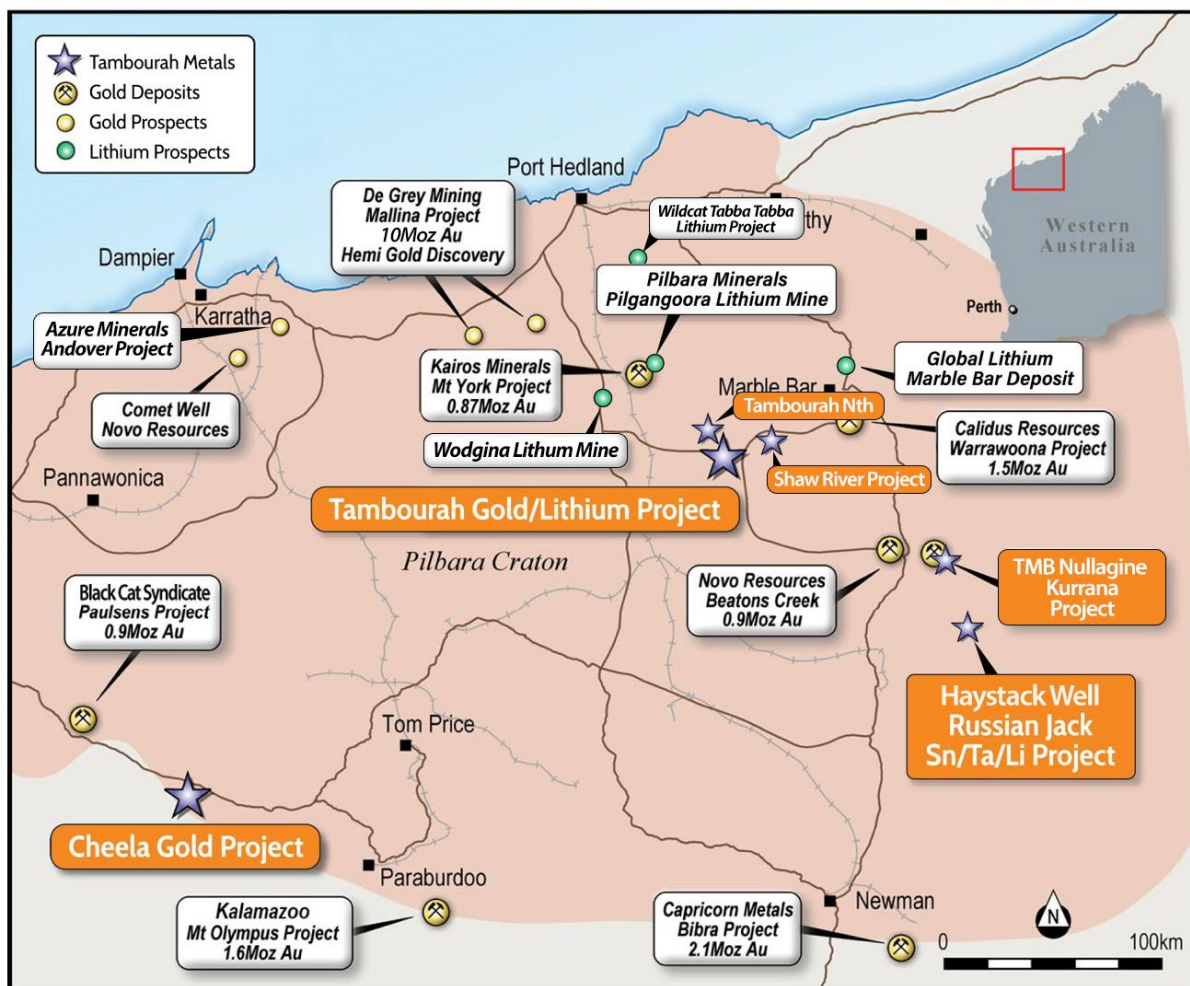 Tambourah Metals
Gold Deposits
Gold Prospects
Lithium Prospects
Western
Australia
Perth
Port Hedland
De Grey Mining
Mallina Project
10Moz Au
Hemi Gold Discovery
Wildcat Tabba Tabba
Lithium Project
Dampier
Karratha
Azure Minerals
Andover Project
Comet Well
Novo Resources
Pilbara Minerals
Pilgangoora Lithium Mine
Kairos Minerals
Mt York Project
0.87Moz Au
Wodgina Lithum Mine
Marble Bar
Global Lithium
Marble Bar Deposit
Tambourah Nth
Shaw River Project
Calidus Resources
Warrawoona Project
1.5Moz Au
Pannawonica
Tambourah Gold/Lithium Project
Pilbara Craton
Novo Resources
Beatons Creek
0.9Moz Au
TMB Nullagine
Kurrana
Project
Black Cat Syndicate
Paulsens Project
0.9Moz Au
Haystack Well
Russian Jack
Sn/Ta/Li Project
Tom Price
Cheela Gold Project
Paraburdoo
Kalamazoo
Mt Olympus Project
1.6Moz Au
Capricorn Metals
Bibra Project
2.1Moz Au
Newman
N
0
100km